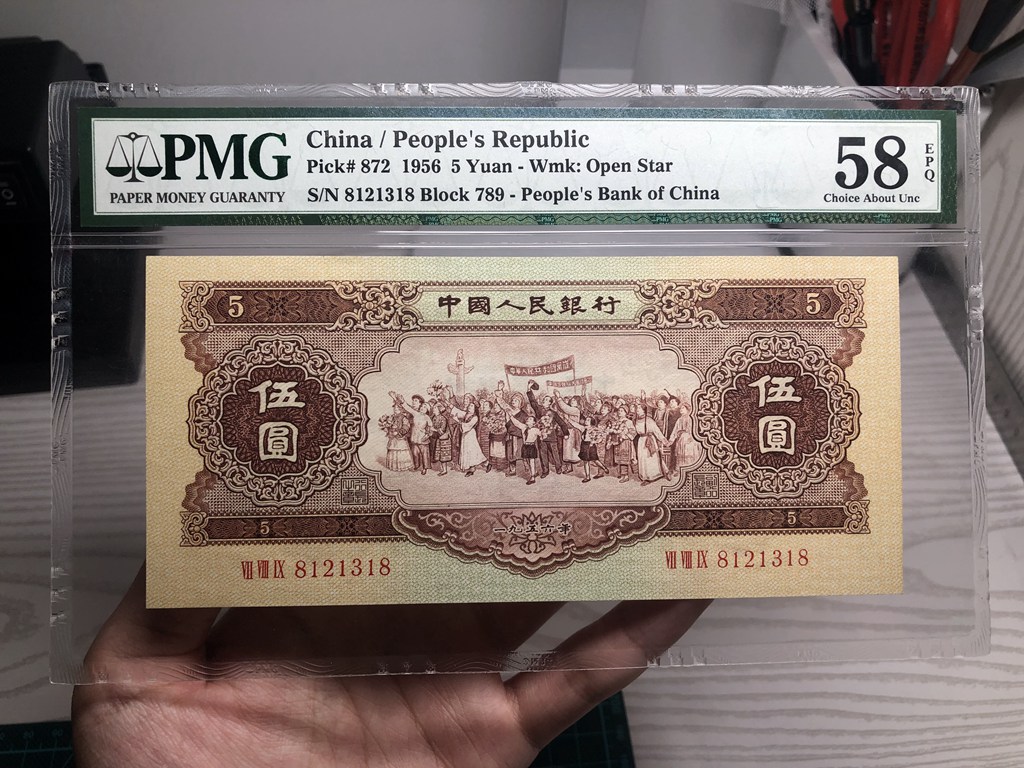 PMG
PAPER MONEY GUARANTY
China / People's Republic
Pick# 872 1956 5 Yuan - Wmk: Open Star
S/N 8121318 Block 789 - People's Bank of China
58
EPQ
Choice About Unc
5
中國人民銀行
5
伍圓
伍圓
5
一九五六年
5
VII VIII IX 8121318
VII VIII IX 8121318